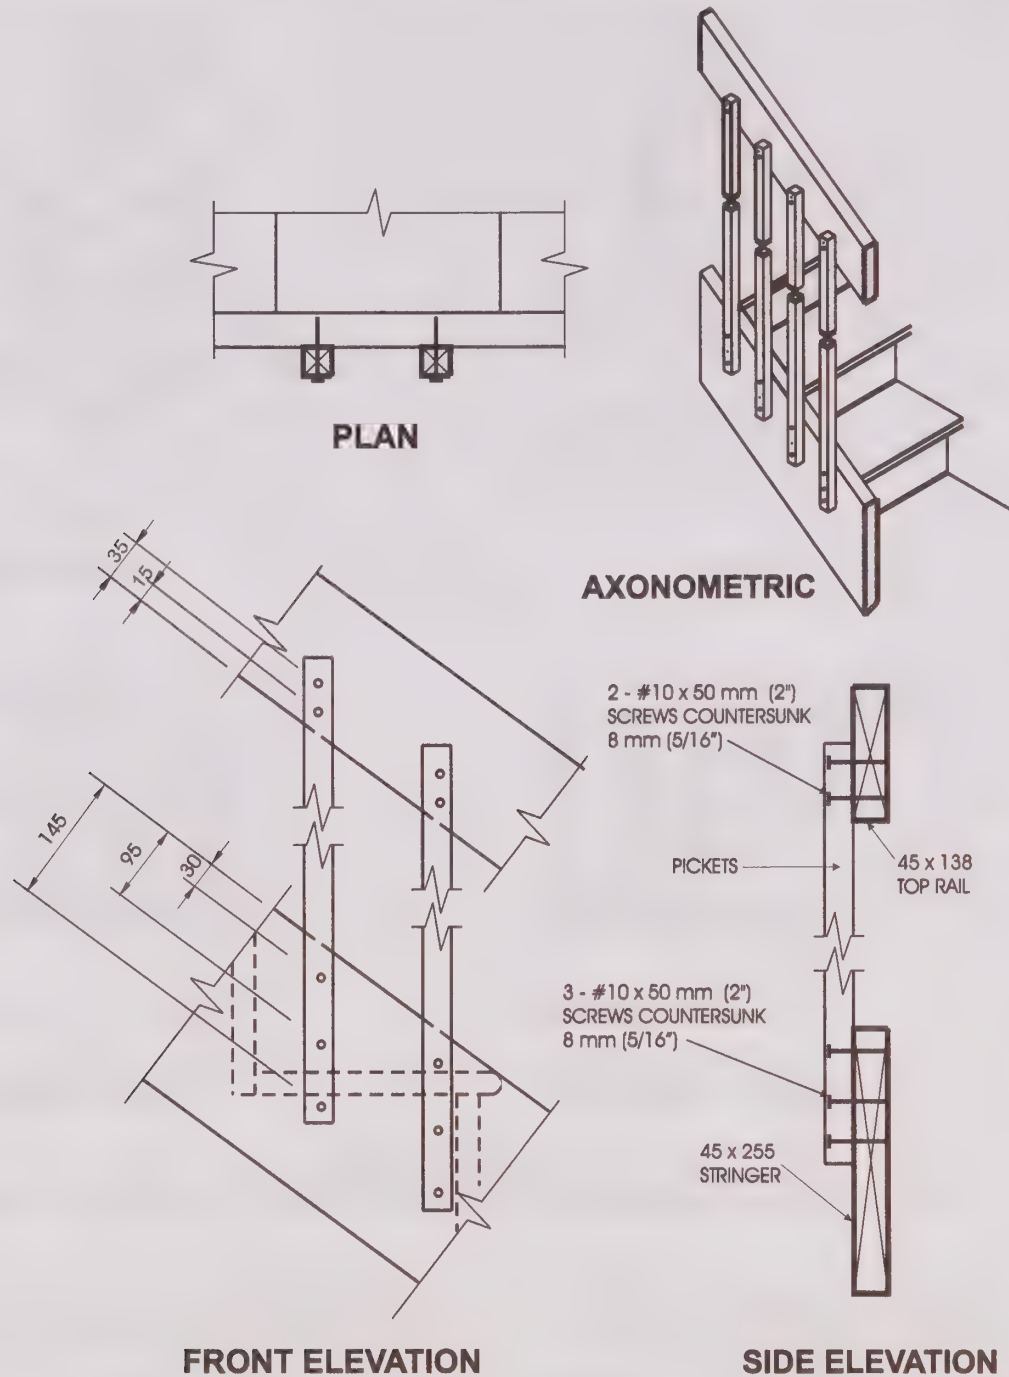 PLAN
AXONOMETRIC
35
15
145
95
30
2 - #10 x 50 mm (2")
SCREWS COUNTERSUNK
8 mm (5/16")
PICKETS
45 x 138
TOP RAIL
3 - #10 x 50 mm (2")
SCREWS COUNTERSUNK
8 mm (5/16")
45 x 255
STRINGER
FRONT ELEVATION
SIDE ELEVATION